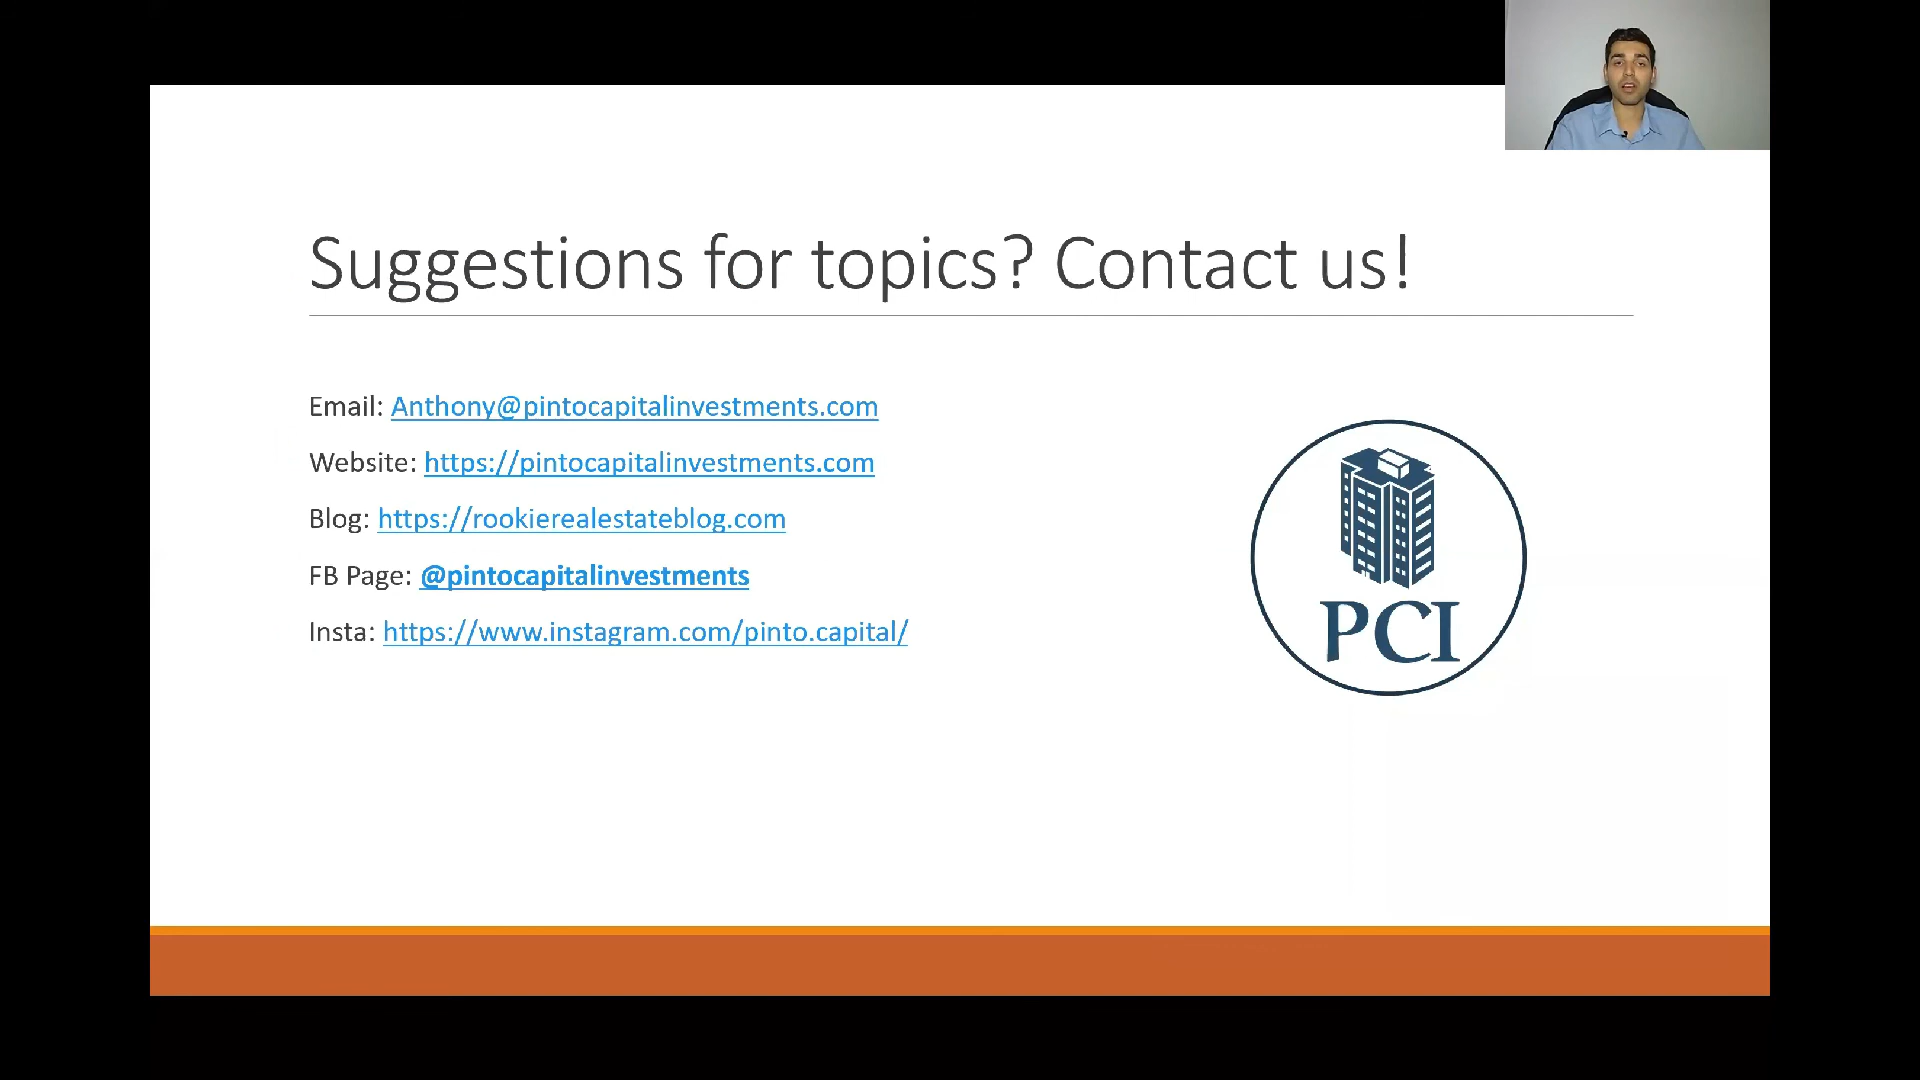 Suggestions for topics? Contact us!
Email: Anthony@pintocapitalinvestments.com
Website: https://pintocapitalinvestments.com
Blog: https://rookierealestateblog.com
FB Page: @pintocapitalinvestments
Insta: https://www.instagram.com/pinto.capital/
PCI